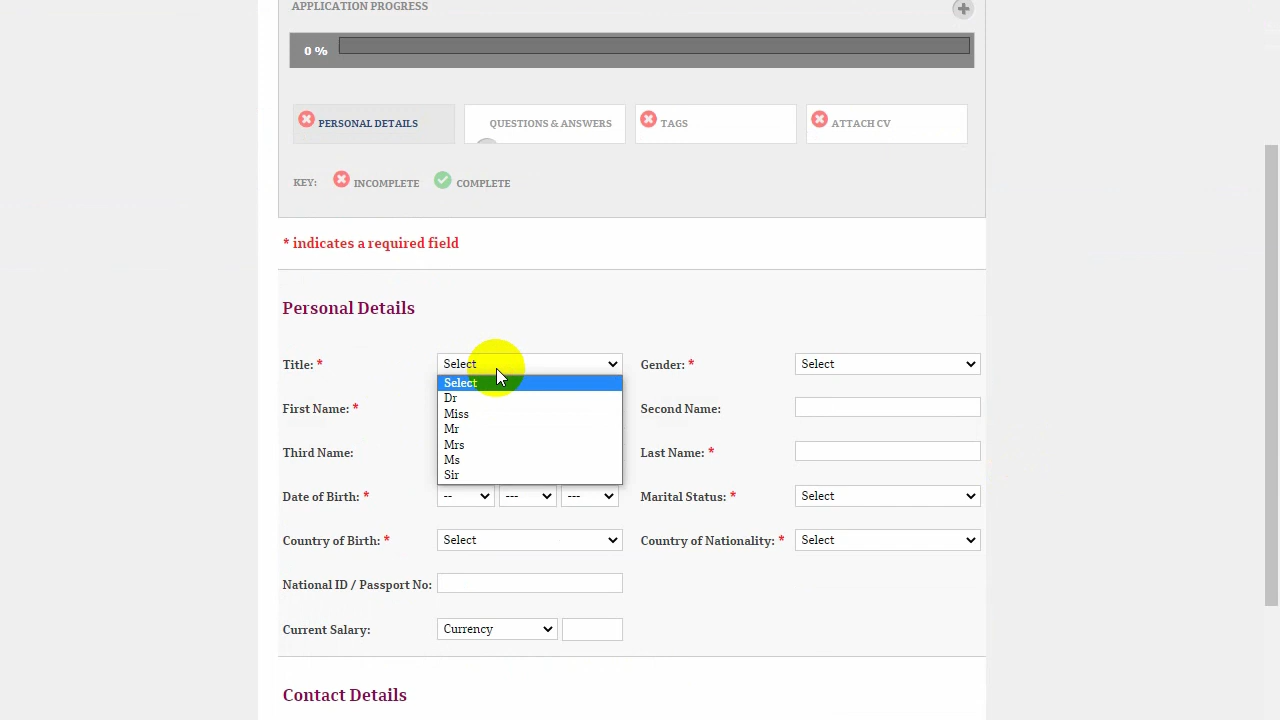 APPLICATION PROGRESS
0 %
PERSONAL DETAILS
QUESTIONS & ANSWERS
TAGS
ATTACH CV
KEY: INCOMPLETE COMPLETE
* indicates a required field
Personal Details
Title: * Select Gender: * Select
Select
Dr
Miss
Mr
Mrs
Ms
Sir
First Name: * Second Name:
Third Name: Last Name: *
Date of Birth: * -- --- --- Marital Status: * Select
Country of Birth: * Select Country of Nationality: * Select
National ID / Passport No:
Current Salary: Currency
Contact Details